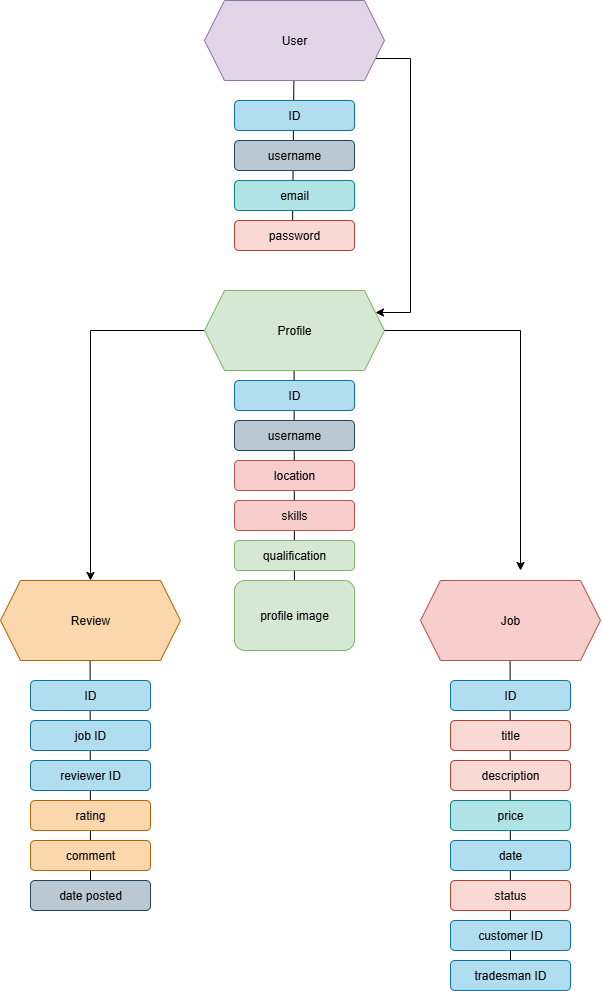 User
ID
username
email
password
Profile
ID
username
location
skills
qualification
profile image
Review
ID
job ID
reviewer ID
rating
comment
date posted
Job
ID
title
description
price
date
status
customer ID
tradesman ID